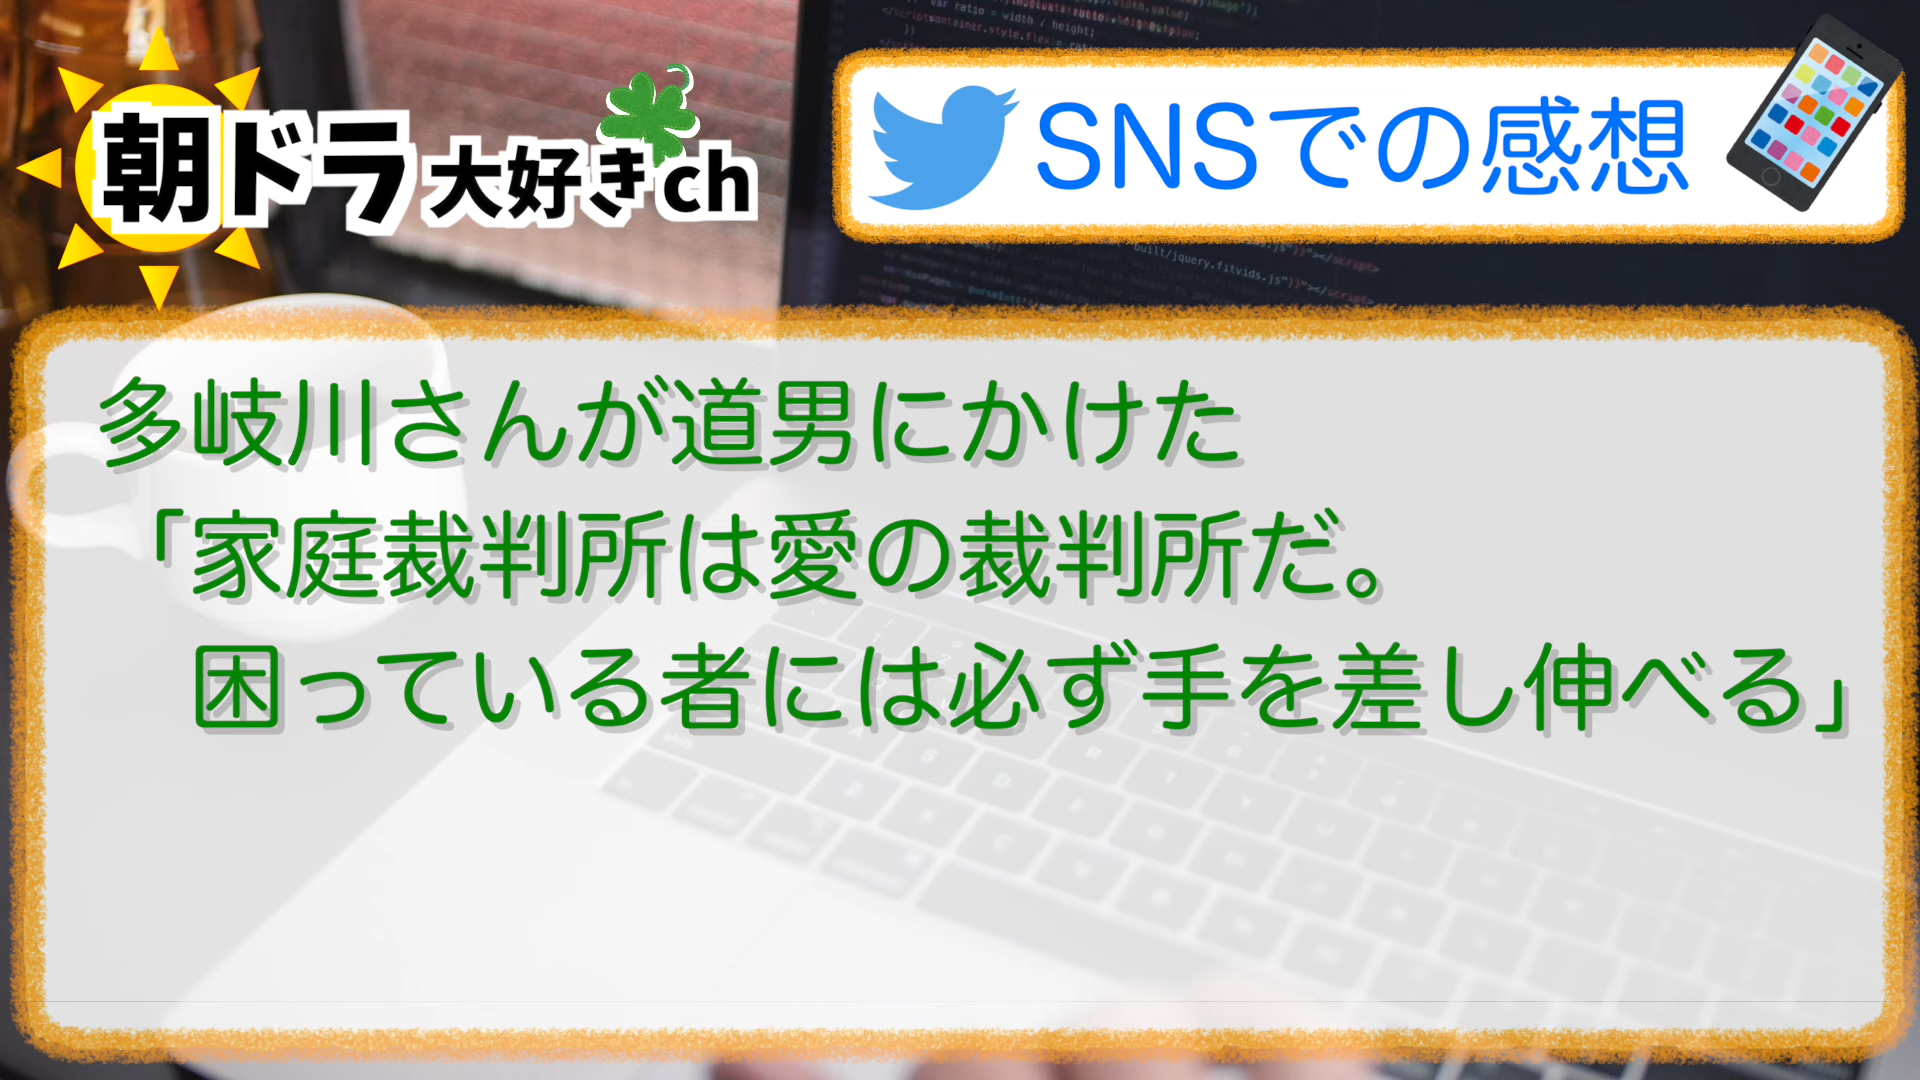 朝ドラ大好きch
SNSでの感想
多岐川さんが道男にかけた
「家庭裁判所は愛の裁判所だ。
困っている者には必ず手を差し伸べる」